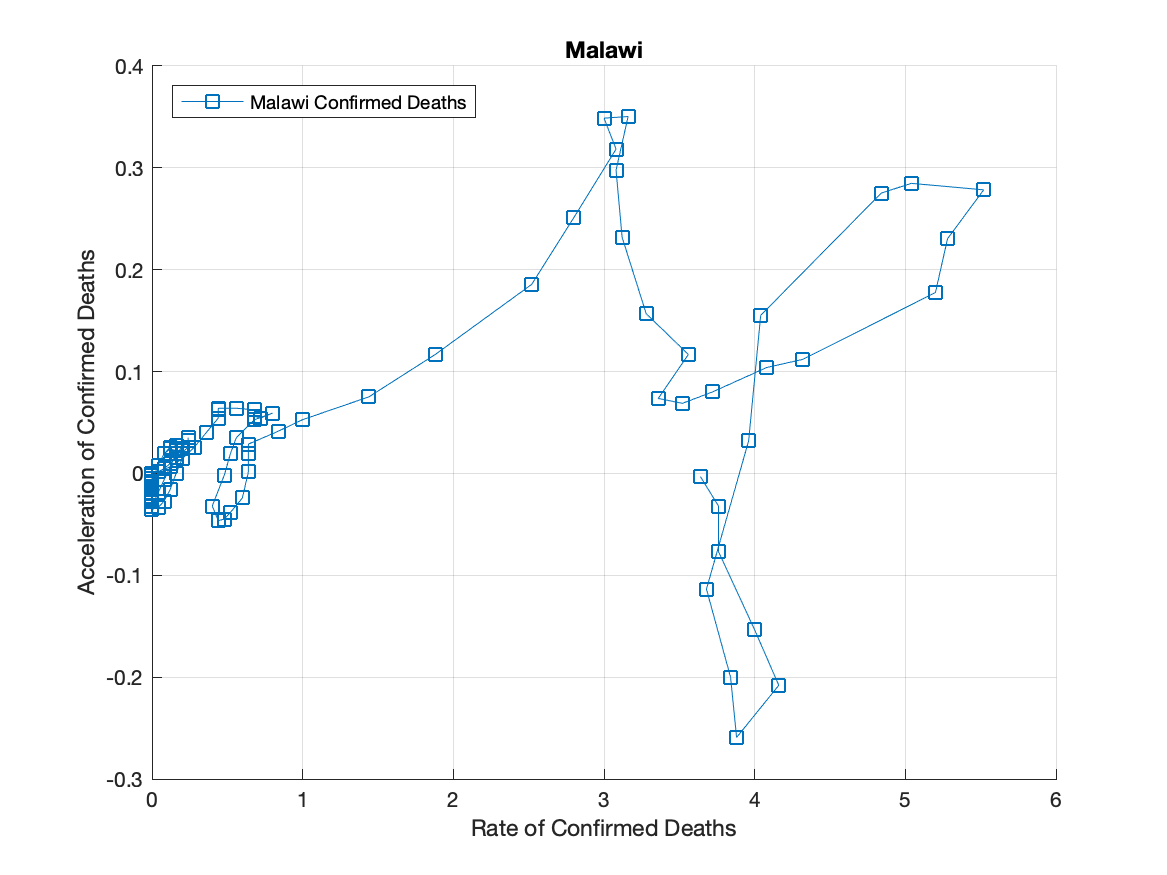 Malawi
0.4
0.3
0.2
0.1
0
-0.1
-0.2
-0.3
Malawi Confirmed Deaths
Acceleration of Confirmed Deaths
0 1 2 3 4 5 6
Rate of Confirmed Deaths